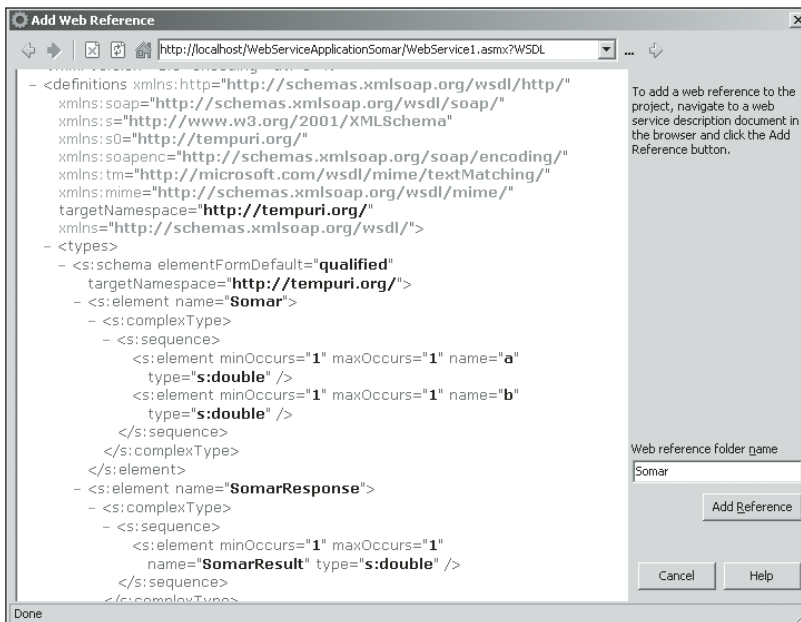 Add Web Reference
http://localhost/WebServiceApplicationSomar/WebService1.asmx?WSDL
...
- <definitions xmlns:http="http://schemas.xmlsoap.org/wsdl/http/"
xmlns:soap="http://schemas.xmlsoap.org/wsdl/soap/"
xmlns:s="http://www.w3.org/2001/XMLSchema"
xmlns:s0="http://tempuri.org/"
xmlns:soapenc="http://schemas.xmlsoap.org/soap/encoding/"
xmlns:tm="http://microsoft.com/wsdl/mime/textMatching/"
xmlns:mime="http://schemas.xmlsoap.org/wsdl/mime/"
targetNamespace="http://tempuri.org/"
xmlns="http://schemas.xmlsoap.org/wsdl/">
- <types>
- <s:schema elementFormDefault="qualified"
targetNamespace="http://tempuri.org/">
- <s:element name="Somar">
- <s:complexType>
- <s:sequence>
<s:element minOccurs="1" maxOccurs="1" name="a"
type="s:double" />
<s:element minOccurs="1" maxOccurs="1" name="b"
type="s:double" />
</s:sequence>
</s:complexType>
</s:element>
- <s:element name="SomarResponse">
- <s:complexType>
- <s:sequence>
<s:element minOccurs="1" maxOccurs="1"
name="SomarResult" type="s:double" />
</s:sequence>
</s:complexType>
To add a web reference to the
project, navigate to a web
service description document in
the browser and click the Add
Reference button.
Web reference folder name
Somar
Add Reference
Cancel
Help
Done